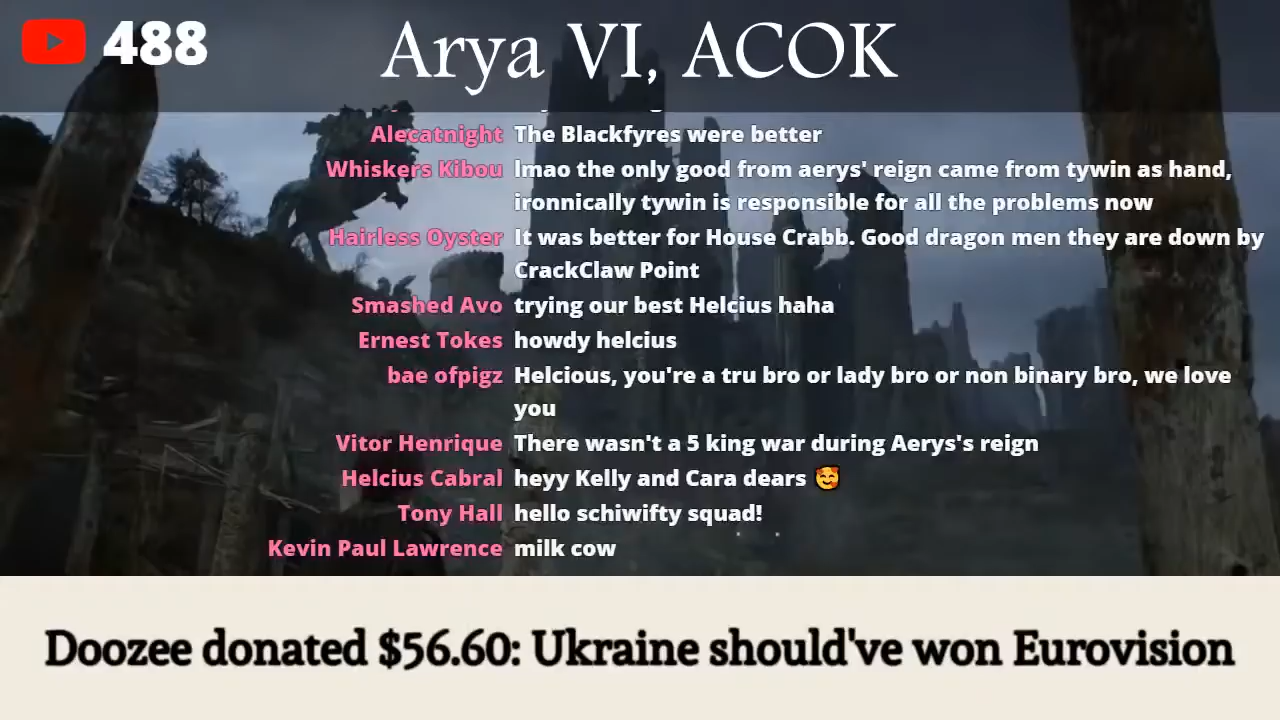 488
Arya VI, ACOK
Alecatnight The Blackfyres were better
Whiskers Kibou lmao the only good from aerys' reign came from tywin as hand,
ironnically tywin is responsible for all the problems now
Hairless Oyster It was better for House Crabb. Good dragon men they are down by
CrackClaw Point
Smashed Avo trying our best Helcius haha
Ernest Tokes howdy helcius
bae ofpigz Helcious, you're a tru bro or lady bro or non binary bro, we love
you
Vitor Henrique There wasn't a 5 king war during Aerys's reign
Helcius Cabral heyy Kelly and Cara dears 🥰
Tony Hall hello schiwifty squad!
Kevin Paul Lawrence milk cow
Doozee donated $56.60: Ukraine should've won Eurovision